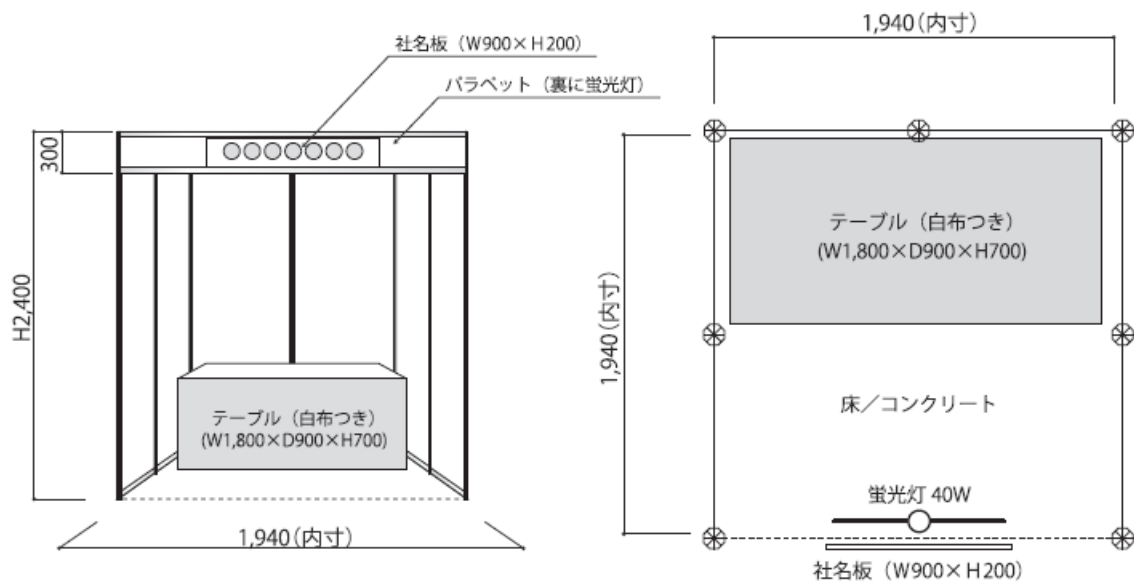 社名板（W900×H200）
パラペット（裏に蛍光灯）
300
H2,400
テーブル（白布つき）
(W1,800×D900×H700)
1,940（内寸）
1,940（内寸）
1,940（内寸）
テーブル（白布つき）
(W1,800×D900×H700)
床／コンクリート
蛍光灯 40W
社名板（W900×H200）